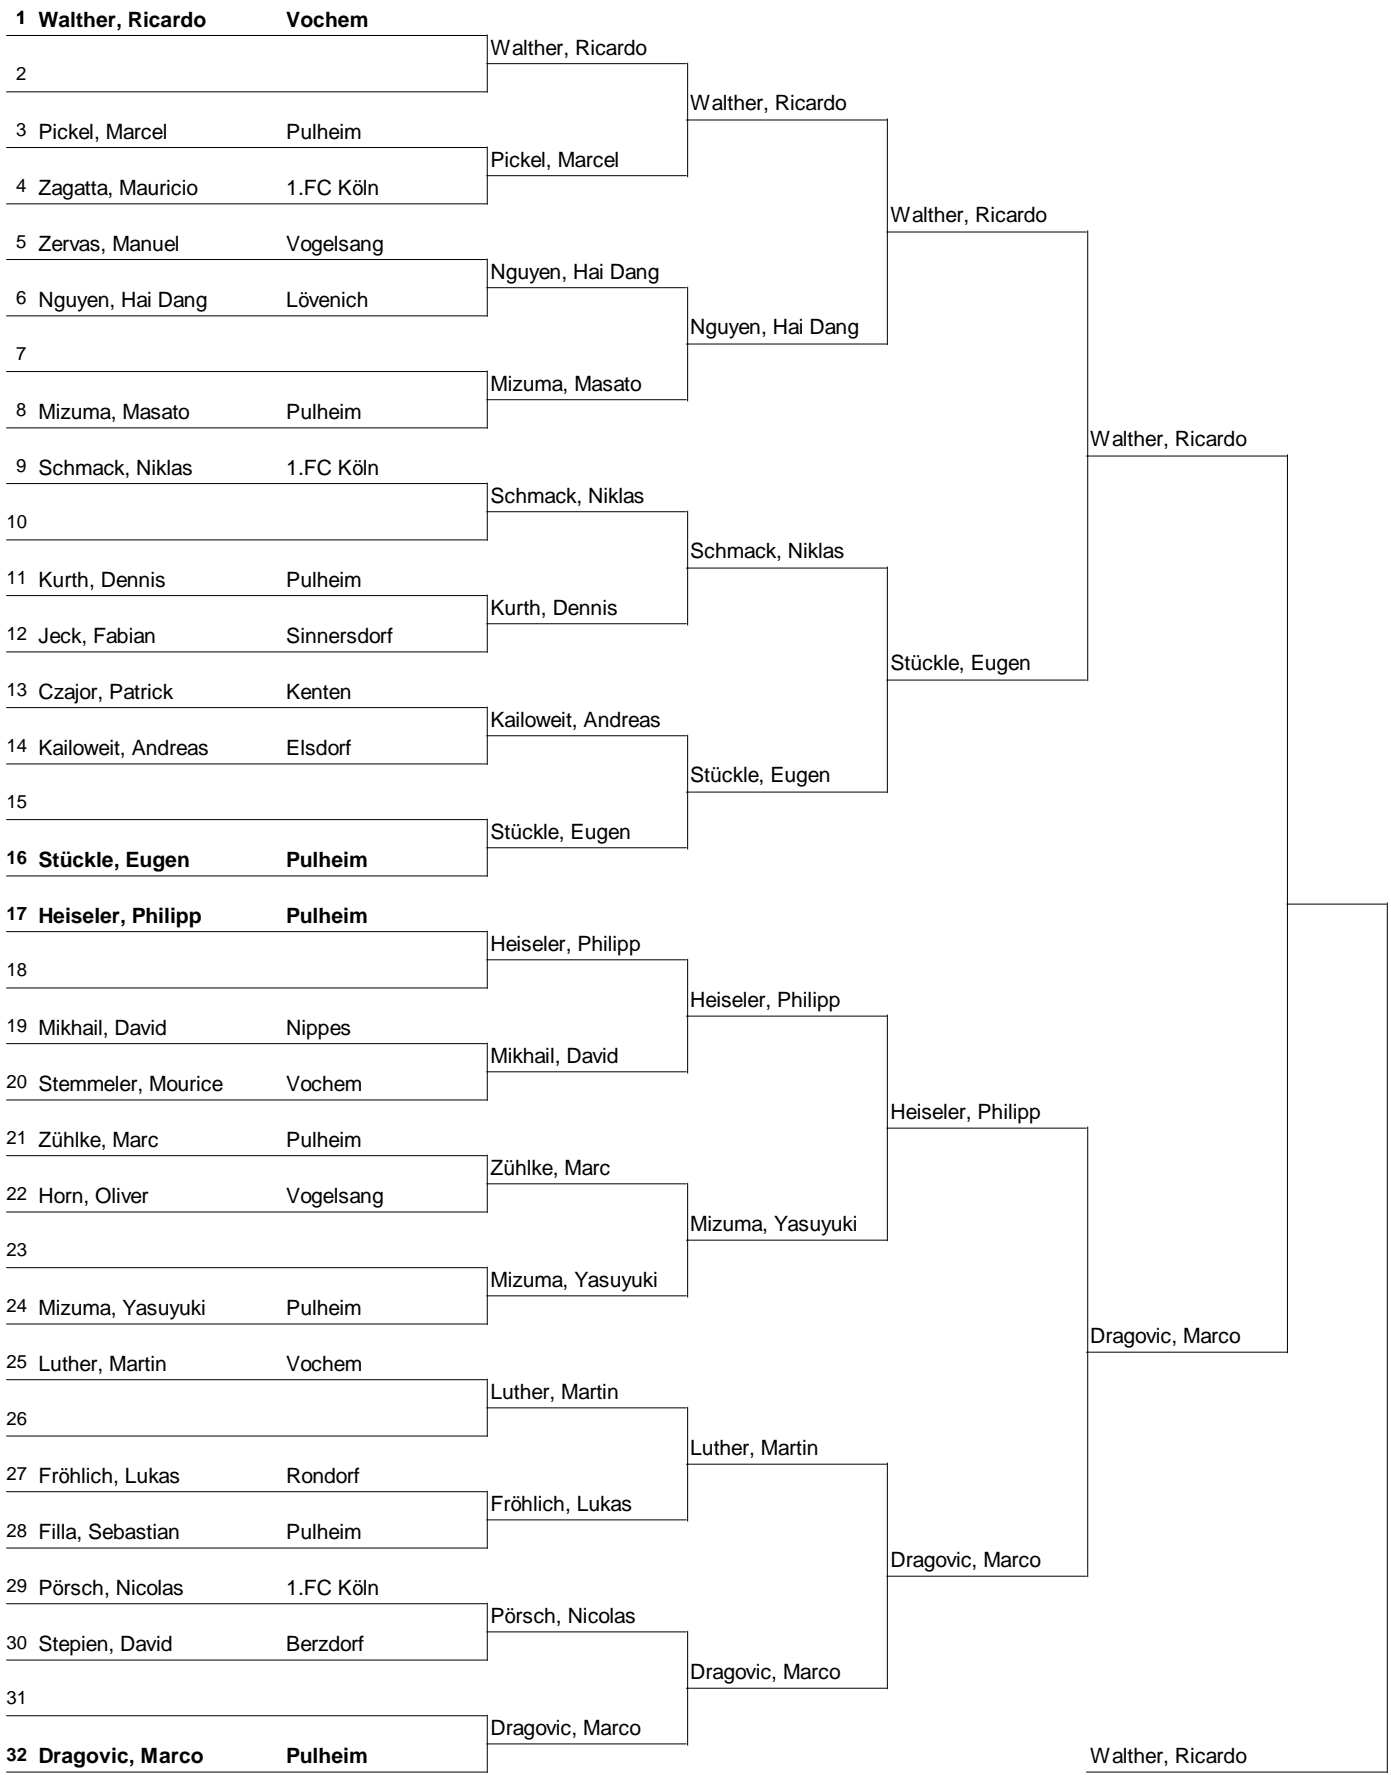 1 Walther, Ricardo Vochem
Walther, Ricardo
2
Walther, Ricardo
3 Pickel, Marcel Pulheim
Pickel, Marcel
4 Zagatta, Mauricio 1.FC Köln
Walther, Ricardo
5 Zervas, Manuel Vogelsang
Nguyen, Hai Dang
6 Nguyen, Hai Dang Lövenich
Nguyen, Hai Dang
7
Mizuma, Masato
8 Mizuma, Masato Pulheim
Walther, Ricardo
9 Schmack, Niklas 1.FC Köln
Schmack, Niklas
10
Schmack, Niklas
11 Kurth, Dennis Pulheim
Kurth, Dennis
12 Jeck, Fabian Sinnersdorf
Stückle, Eugen
13 Czajor, Patrick Kenten
Kailoweit, Andreas
14 Kailoweit, Andreas Elsdorf
Stückle, Eugen
15
Stückle, Eugen
16 Stückle, Eugen Pulheim
17 Heiseler, Philipp Pulheim
Heiseler, Philipp
18
Heiseler, Philipp
19 Mikhail, David Nippes
Mikhail, David
20 Stemmeler, Mourice Vochem
Heiseler, Philipp
21 Zühlke, Marc Pulheim
Zühlke, Marc
22 Horn, Oliver Vogelsang
Mizuma, Yasuyuki
23
Mizuma, Yasuyuki
24 Mizuma, Yasuyuki Pulheim
Dragovic, Marco
25 Luther, Martin Vochem
Luther, Martin
26
Luther, Martin
27 Fröhlich, Lukas Rondorf
Fröhlich, Lukas
28 Filla, Sebastian Pulheim
Dragovic, Marco
29 Pörsch, Nicolas 1.FC Köln
Pörsch, Nicolas
30 Stepien, David Berzdorf
Dragovic, Marco
31
Dragovic, Marco
32 Dragovic, Marco Pulheim
Walther, Ricardo